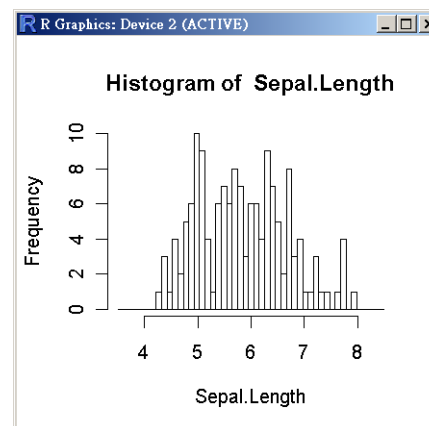 R R Graphics: Device 2 (ACTIVE)
Histogram of  Sepal.Length
Frequency
10
8
6
4
2
0
4 5 6 7 8
Sepal.Length